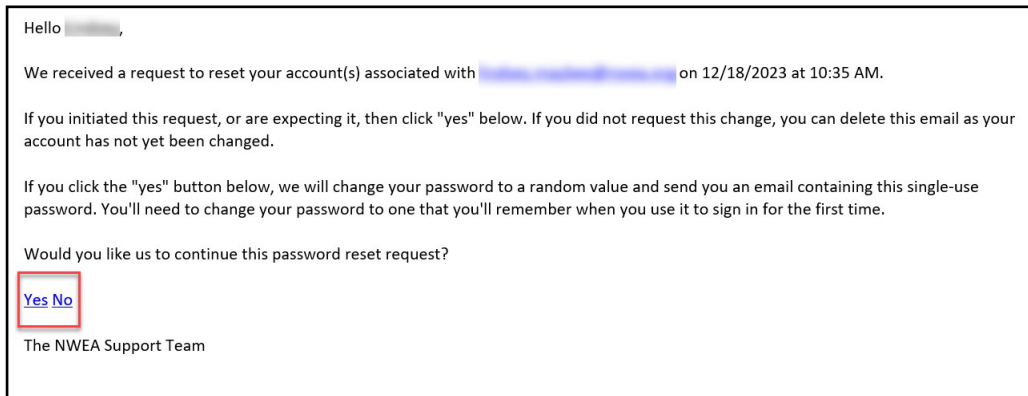 Hello ,
We received a request to reset your account(s) associated with on 12/18/2023 at 10:35 AM.
If you initiated this request, or are expecting it, then click "yes" below. If you did not request this change, you can delete this email as your
account has not yet been changed.
If you click the "yes" button below, we will change your password to a random value and send you an email containing this single-use
password. You'll need to change your password to one that you'll remember when you use it to sign in for the first time.
Would you like us to continue this password reset request?
Yes No
The NWEA Support Team